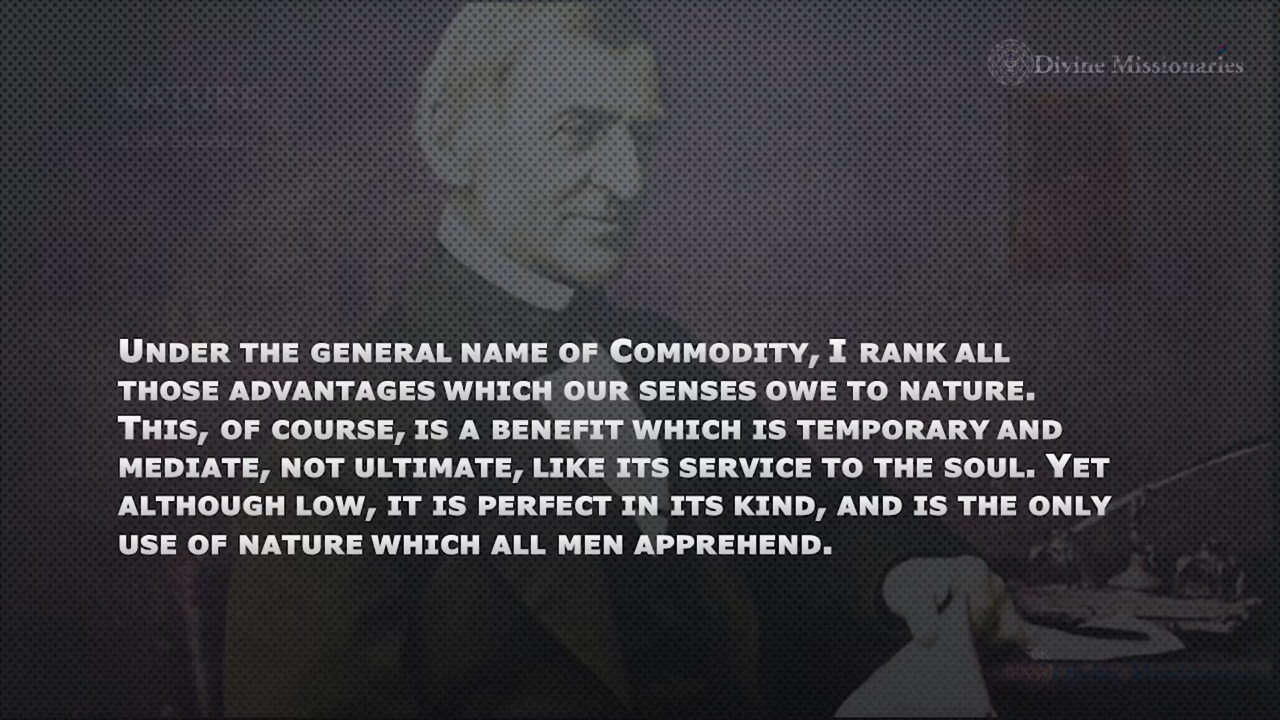 NATURE
Divine Missionaries
Under the general name of Commodity, I rank all
those advantages which our senses owe to nature.
This, of course, is a benefit which is temporary and
mediate, not ultimate, like its service to the soul. Yet
although low, it is perfect in its kind, and is the only
use of nature which all men apprehend.